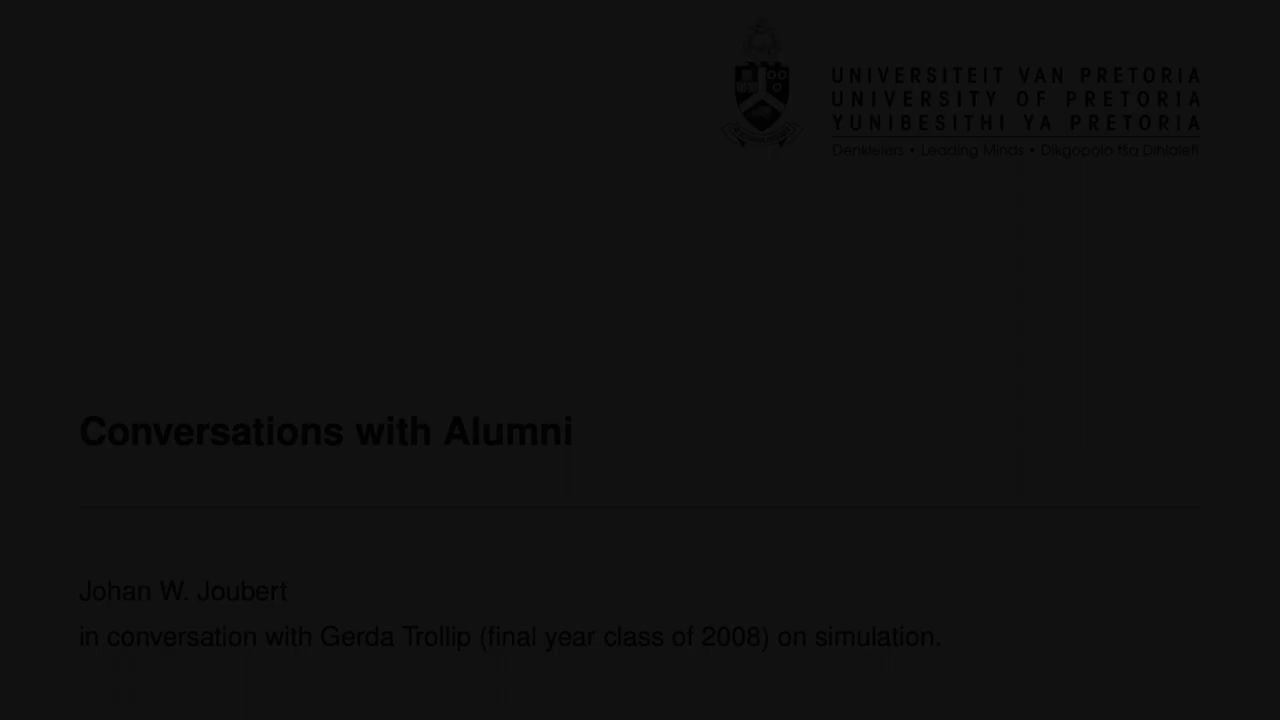 UNIVERSITEIT VAN PRETORIA
UNIVERSITY OF PRETORIA
YUNIBESITHI YA PRETORIA
Denkleiers • Leading Minds • Dikgopolo tša Dihlalefi
Conversations with Alumni
Johan W. Joubert
in conversation with Gerda Trollip (final year class of 2008) on simulation.